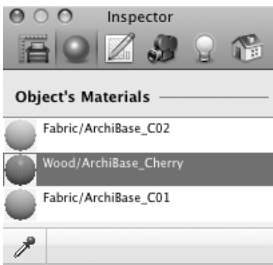 Inspector
Object's Materials
Fabric/ArchiBase_C02
Wood/ArchiBase_Cherry
Fabric/ArchiBase_C01